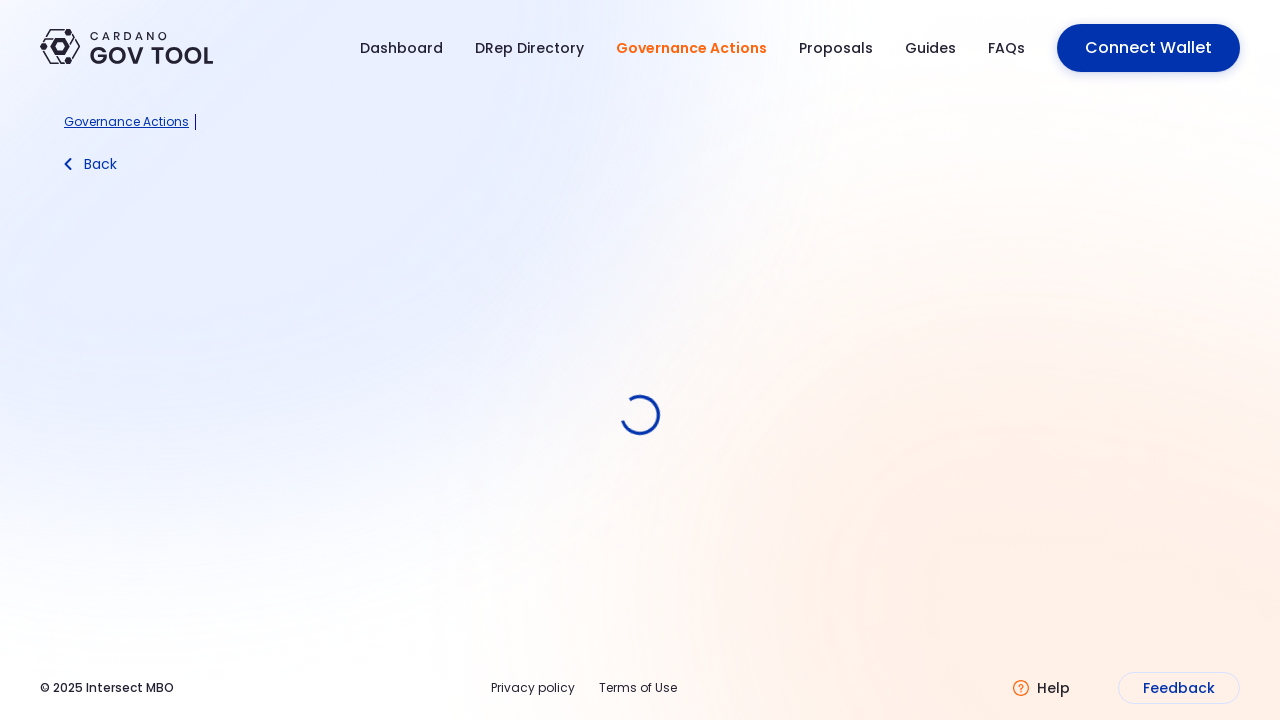 CARDANO
GOV TOOL
Dashboard
DRep Directory
Governance Actions
Proposals
Guides
FAQs
Connect Wallet
Governance Actions
Back
© 2025 Intersect MBO
Privacy policy
Terms of Use
Help
Feedback